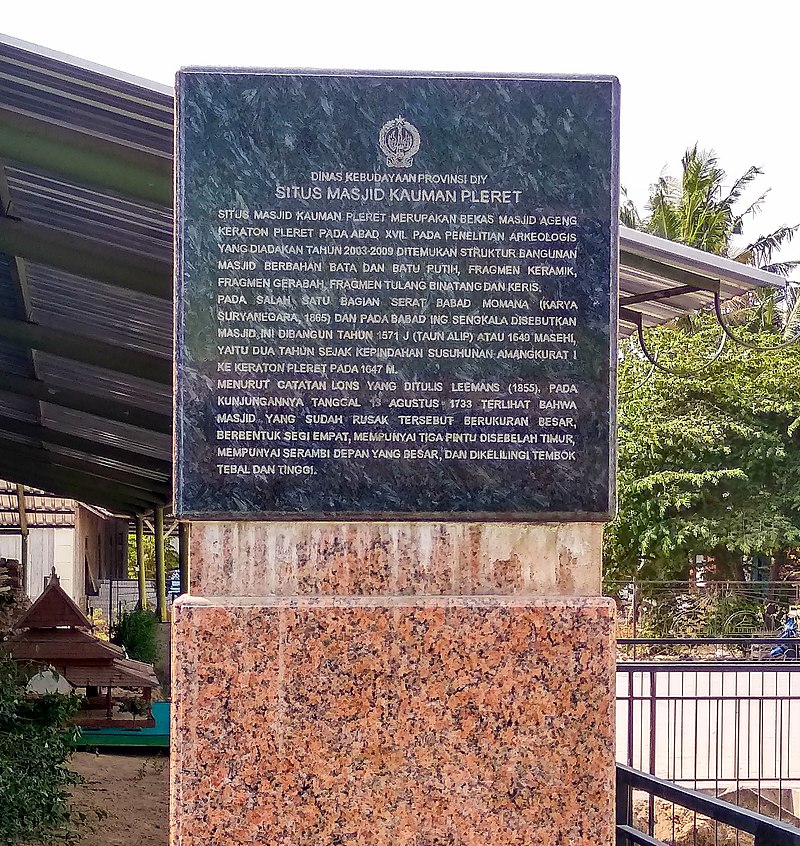 DINAS KEBUDAYAAN PROVINSI DIY
SITUS MASJID KAUMAN PLERET
SITUS MASJID KAUMAN PLERET MERUPAKAN BEKAS MASJID AGENG
KERATON PLERET PADA ABAD XVII. PADA PENELITIAN ARKEOLOGIS
YANG DIADAKAN TAHUN 2003-2009 DITEMUKAN STRUKTUR BANGUNAN
MASJID BERBAHAN BATA DAN BATU PUTIH, FRAGMEN KERAMIK,
FRAGMEN GERABAH, FRAGMEN TULANG BINATANG DAN KERIS.
PADA SALAH SATU BAGIAN SERAT BABAD MOMANA (KARYA
SURYANEGARA, 1865) DAN PADA BABAD ING SENGKALA DISEBUTKAN
MASJID INI DIBANGUN TAHUN 1571 J (TAUN ALIP) ATAU 1649 MASEHI,
YAITU DUA TAHUN SEJAK KEPINDAHAN SUSUHUNAN AMANGKURAT I
KE KERATON PLERET PADA 1647 M.
MENURUT CATATAN LONS YANG DITULIS LEEMANS (1855), PADA
KUNJUNGANNYA TANGGAL 13 AGUSTUS 1733 TERLIHAT BAHWA
MASJID YANG SUDAH RUSAK TERSEBUT BERUKURAN BESAR,
BERBENTUK SEGI EMPAT, MEMPUNYAI TIGA PINTU DISEBELAH TIMUR,
MEMPUNYAI SERAMBI DEPAN YANG BESAR, DAN DIKELILINGI TEMBOK
TEBAL DAN TINGGI.